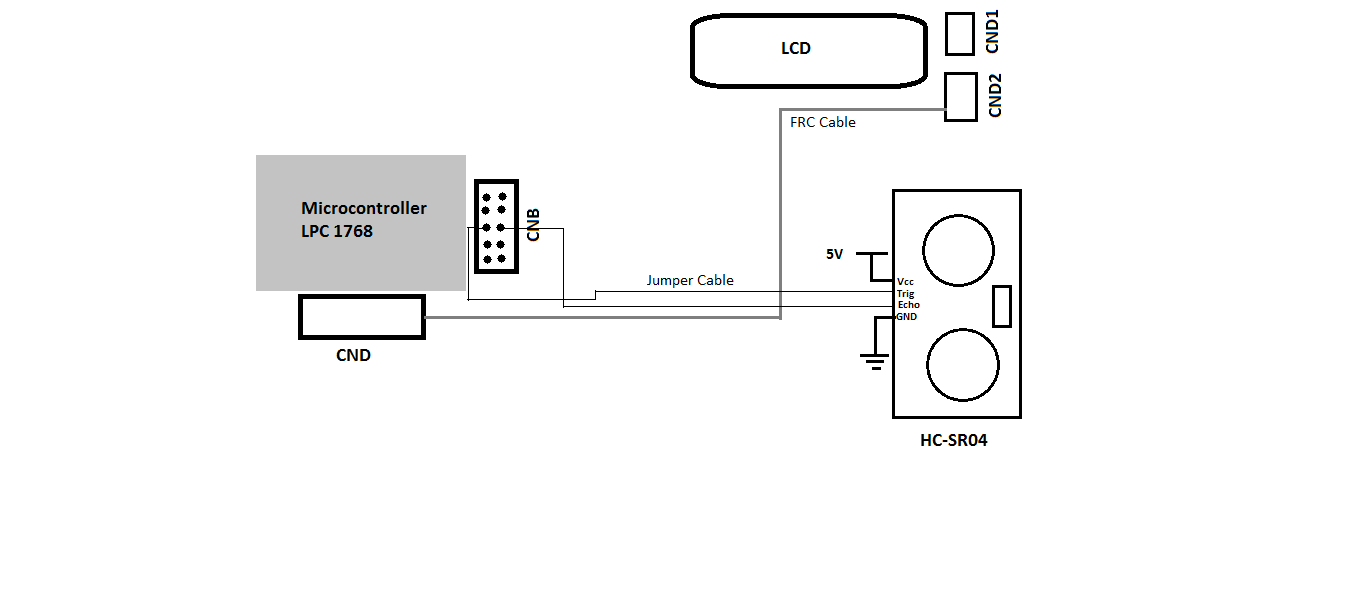 LCD
CND1
CND2
FRC Cable
Microcontroller
LPC 1768
CNB
5V
Jumper Cable
Vcc
Trig
Echo
GND
CND
HC-SR04